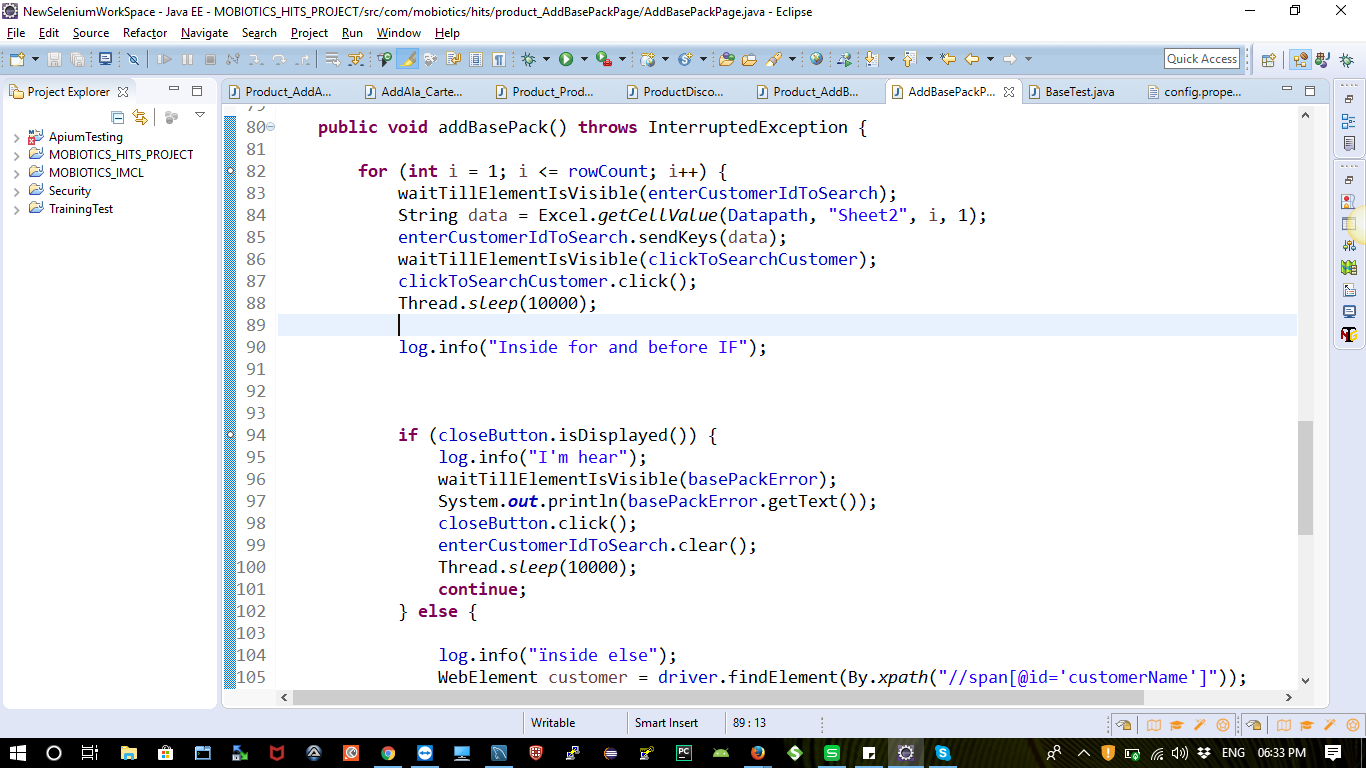 NewSeleniumWorkSpace - Java EE - MOBIOTICS_HITS_PROJECT/src/com/mobiotics/hits/product_AddBasePackPage/AddBasePackPage.java - Eclipse
File Edit Source Refactor Navigate Search Project Run Window Help
Quick Access
Project Explorer
Product_AddA...
AddAla_Carte...
Product_Prod...
ProductDisco...
Product_AddB...
AddBasePackP...
BaseTest.java
config.prope...
ApiumTesting
MOBIOTICS_HITS_PROJECT
MOBIOTICS_IMCL
Security
TrainingTest
80 public void addBasePack() throws InterruptedException {
81
82 for (int i = 1; i <= rowCount; i++) {
83 waitTillElementIsVisible(enterCustomerIdToSearch);
84 String data = Excel.getCellValue(Datapath, "Sheet2", i, 1);
85 enterCustomerIdToSearch.sendKeys(data);
86 waitTillElementIsVisible(clickToSearchCustomer);
87 clickToSearchCustomer.click();
88 Thread.sleep(10000);
89
90 log.info("Inside for and before IF");
91
92
93
94 if (closeButton.isDisplayed()) {
95 log.info("I'm hear");
96 waitTillElementIsVisible(basePackError);
97 System.out.println(basePackError.getText());
98 closeButton.click();
99 enterCustomerIdToSearch.clear();
100 Thread.sleep(10000);
101 continue;
102 } else {
103
104 log.info("ïnside else");
105 WebElement customer = driver.findElement(By.xpath("//span[@id='customerName']"));
Writable Smart Insert 89 : 13
ENG 06:33 PM